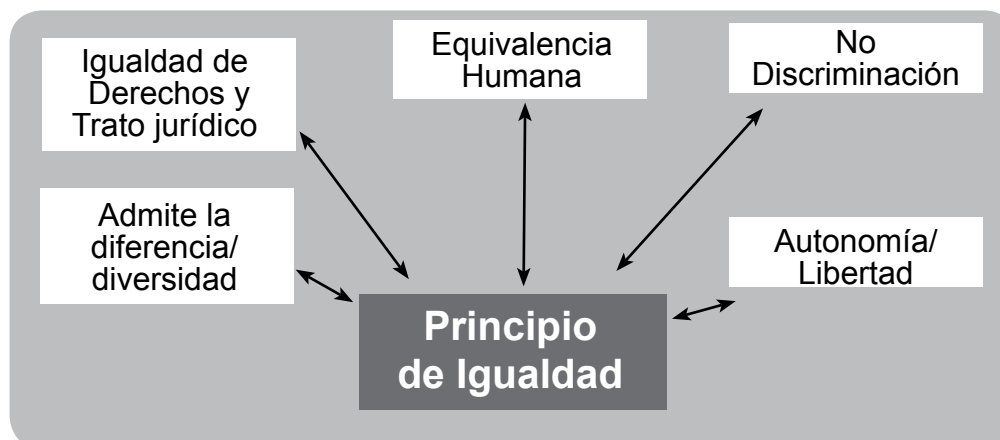 Igualdad de
Derechos y
Trato jurídico
Equivalencia
Humana
No
Discriminación
Admite la
diferencia/
diversidad
Autonomía/
Libertad
Principio
de Igualdad